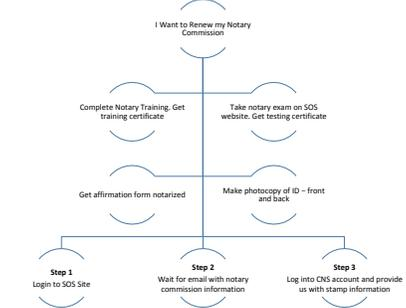 I Want to Renew my Notary
Commission
Complete Notary Training. Get
training certificate
Take notary exam on SOS
website. Get testing certificate
Get affirmation form notarized
Make photocopy of ID – front
and back
Step 1
Login to SOS Site
Step 2
Wait for email with notary
commission information
Step 3
Log into CNS account and provide
us with stamp information